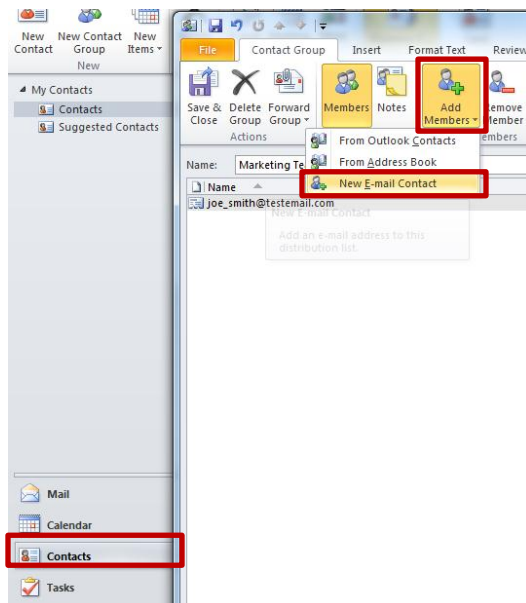 New Contact
New Contact Group
New Items
New
My Contacts
Contacts
Suggested Contacts
Mail
Calendar
Contacts
Tasks
File
Contact Group
Insert
Format Text
Review
Save & Close
Delete Group
Forward Group
Members
Notes
Add Members
Actions
From Outlook Contacts
From Address Book
New E-mail Contact
Name:
Name
joe_smith@testemail.com
New E-mail Contact
Add an e-mail address to this
distribution list.